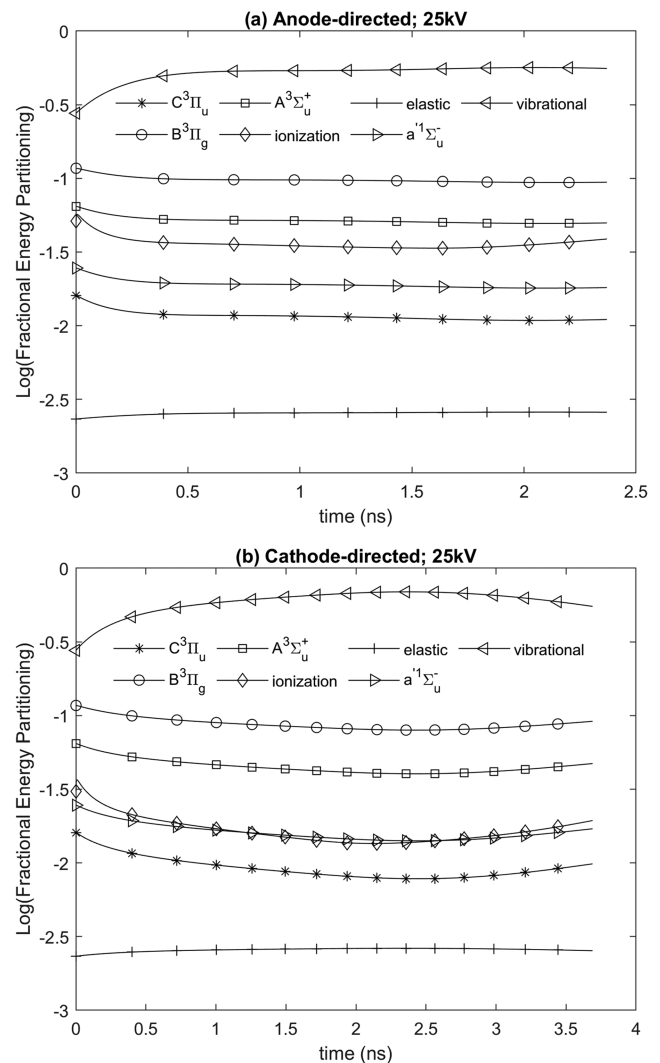 (a) Anode-directed; 25kV
Log(Fractional Energy Partitioning)
0
-0.5
-1
-1.5
-2
-2.5
-3
C³Πᵤ A³Σᵤ⁺ elastic vibrational
B³Π_g ionization a'¹Σᵤ⁻
0 0.5 1 1.5 2 2.5
time (ns)
(b) Cathode-directed; 25kV
Log(Fractional Energy Partitioning)
0
-0.5
-1
-1.5
-2
-2.5
-3
C³Πᵤ A³Σᵤ⁺ elastic vibrational
B³Π_g ionization a'¹Σᵤ⁻
0 0.5 1 1.5 2 2.5 3 3.5 4
time (ns)